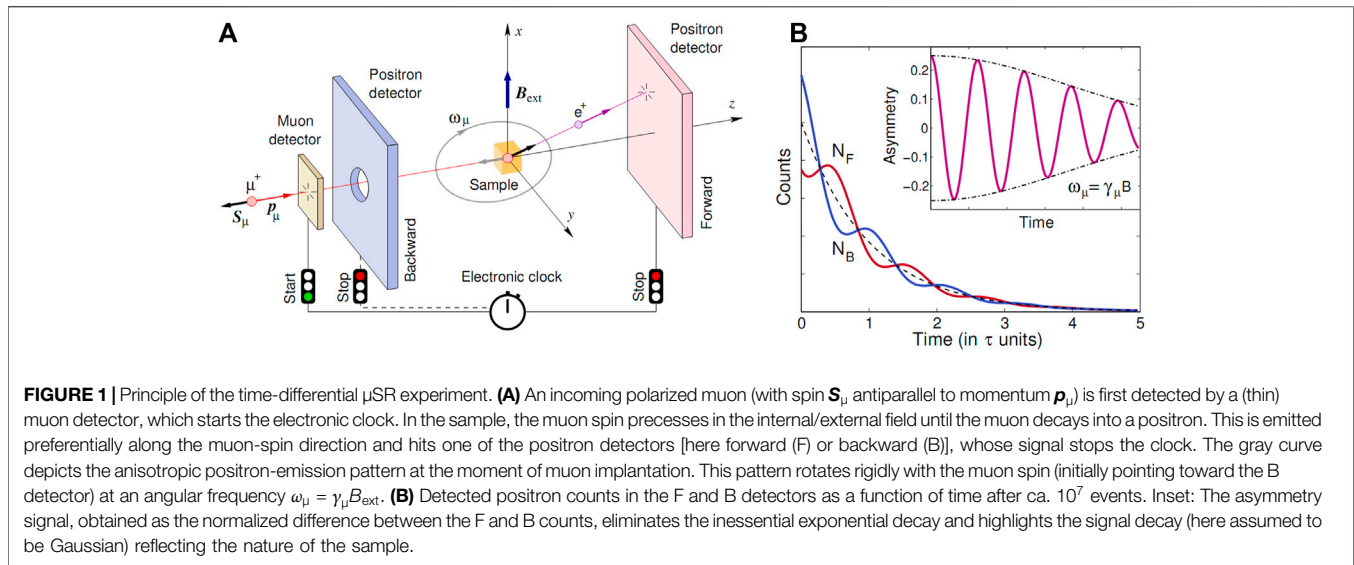 A
Muon
detector
Positron
detector
x
B_ext
ω_μ
e⁺
Positron
detector
z
μ⁺
S_μ
p_μ
Sample
y
Backward
Forward
Start
Stop
Electronic clock
Stop
B
Counts
N_F
N_B
0
1
2
3
4
5
Time (in τ units)
Asymmetry
0.2
0.1
0
−0.1
−0.2
ω_μ = γ_μB
Time
FIGURE 1 | Principle of the time-differential μSR experiment. (A) An incoming polarized muon (with spin S_μ antiparallel to momentum p_μ) is first detected by a (thin)
muon detector, which starts the electronic clock. In the sample, the muon spin precesses in the internal/external field until the muon decays into a positron. This is emitted
preferentially along the muon-spin direction and hits one of the positron detectors [here forward (F) or backward (B)], whose signal stops the clock. The gray curve
depicts the anisotropic positron-emission pattern at the moment of muon implantation. This pattern rotates rigidly with the muon spin (initially pointing toward the B
detector) at an angular frequency ω_μ = γ_μB_ext. (B) Detected positron counts in the F and B detectors as a function of time after ca. 10⁷ events. Inset: The asymmetry
signal, obtained as the normalized difference between the F and B counts, eliminates the inessential exponential decay and highlights the signal decay (here assumed to
be Gaussian) reflecting the nature of the sample.